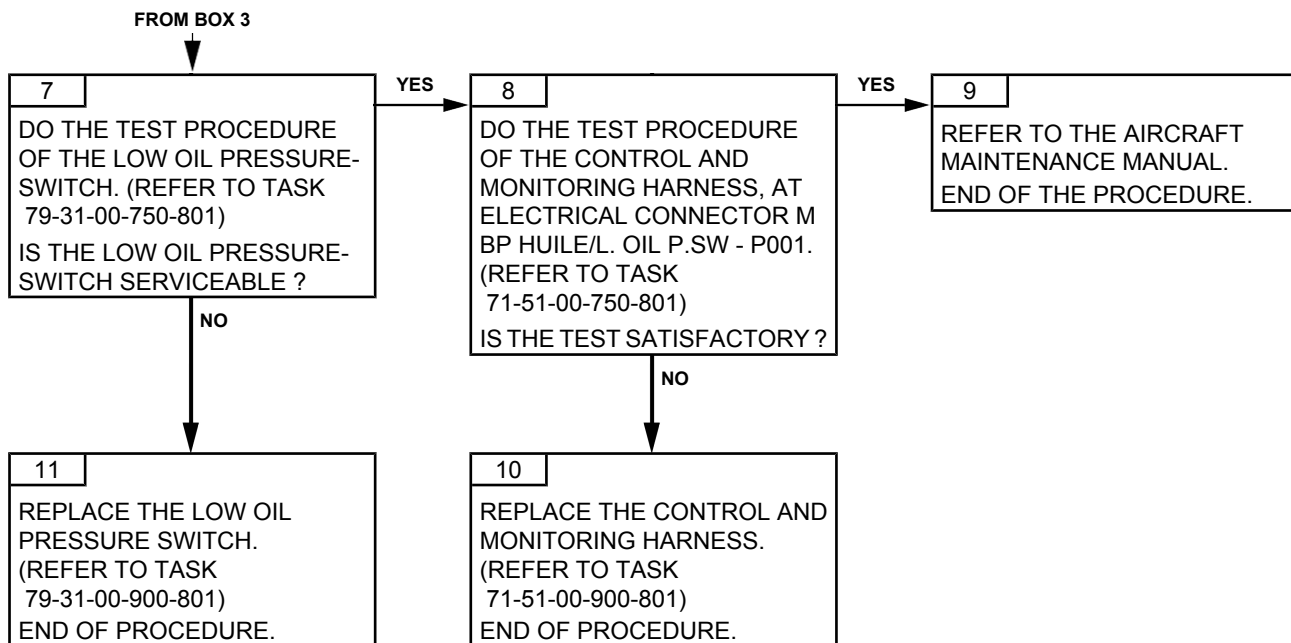 FROM BOX 3
7
DO THE TEST PROCEDURE
OF THE LOW OIL PRESSURE-
SWITCH. (REFER TO TASK
79-31-00-750-801)
IS THE LOW OIL PRESSURE-
SWITCH SERVICEABLE ?
YES
8
DO THE TEST PROCEDURE
OF THE CONTROL AND
MONITORING HARNESS, AT
ELECTRICAL CONNECTOR M
BP HUILE/L. OIL P.SW - P001.
(REFER TO TASK
71-51-00-750-801)
IS THE TEST SATISFACTORY ?
YES
9
REFER TO THE AIRCRAFT
MAINTENANCE MANUAL.
END OF THE PROCEDURE.
NO
NO
11
REPLACE THE LOW OIL
PRESSURE SWITCH.
(REFER TO TASK
79-31-00-900-801)
END OF PROCEDURE.
10
REPLACE THE CONTROL AND
MONITORING HARNESS.
(REFER TO TASK
71-51-00-900-801)
END OF PROCEDURE.